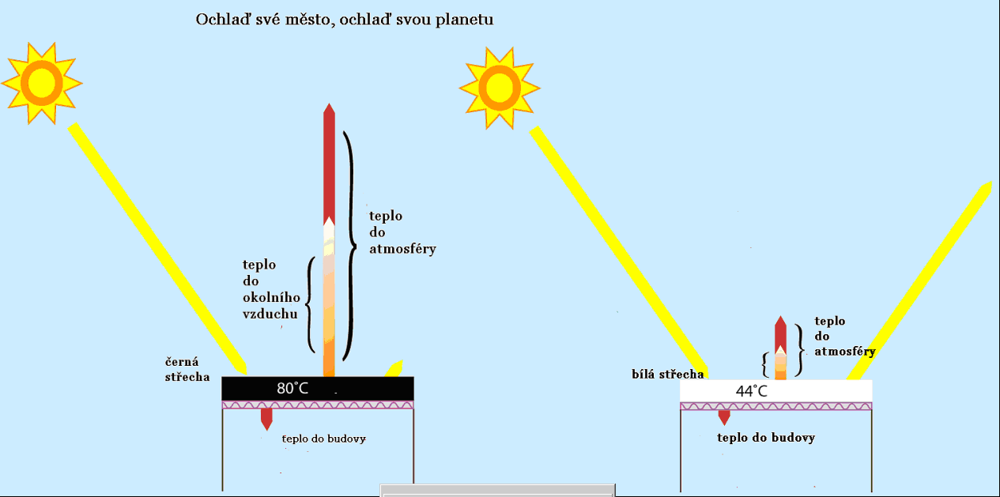 Ochlaď své město, ochlaď svou planetu
teplo
do
atmosféry
teplo
do
okolního
vzduchu
černá
střecha
80°C
teplo do budovy
teplo
do
atmosféry
bílá střecha
44°C
teplo do budovy